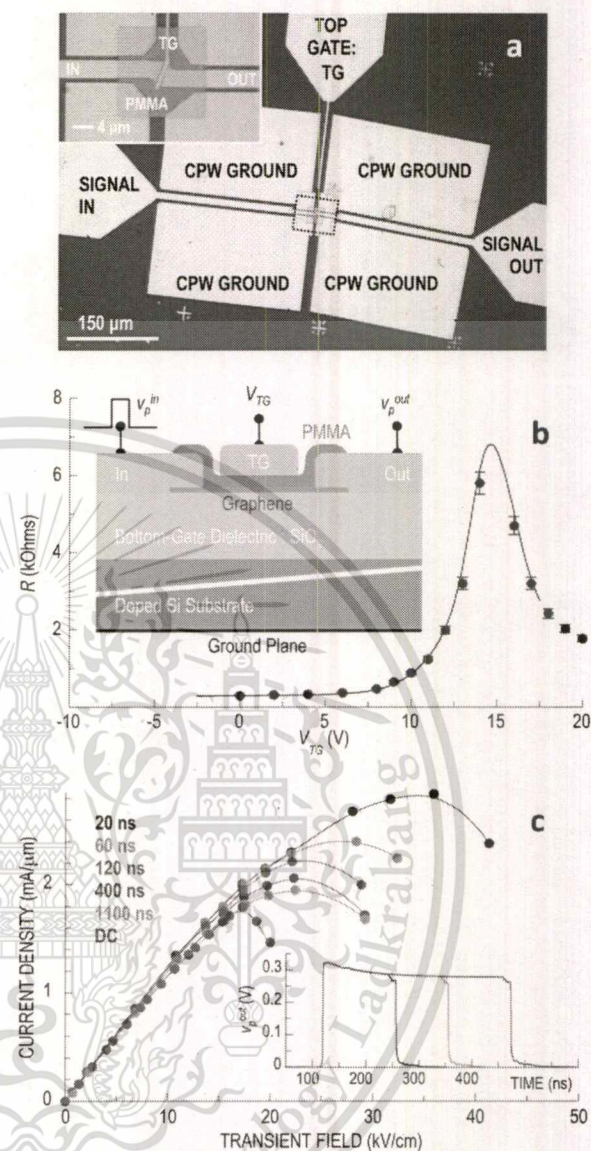 TG
IN
OUT
PMMA
4 µm
TOP
GATE:
TG
a
CPW GROUND
CPW GROUND
SIGNAL
IN
SIGNAL
OUT
CPW GROUND
CPW GROUND
150 µm
8
6
4
2
R (kOhms)
b
v_p^in
V_TG
v_p^out
PMMA
In
TG
Out
Graphene
Bottom-Gate Dielectric : SiO
Doped Si Substrate
Ground Plane
-10 -5 0 5 10 15 20
V_TG (V)
c
20 ns
60 ns
120 ns
400 ns
1100 ns
DC
2
1
0
CURRENT DENSITY (mA/µm)
0.3
0.2
0.1
0
v_p^out (V)
100 200 300 400 TIME (ns)
0 10 20 30 40 50
TRANSIENT FIELD (kV/cm)
Ladkrabang